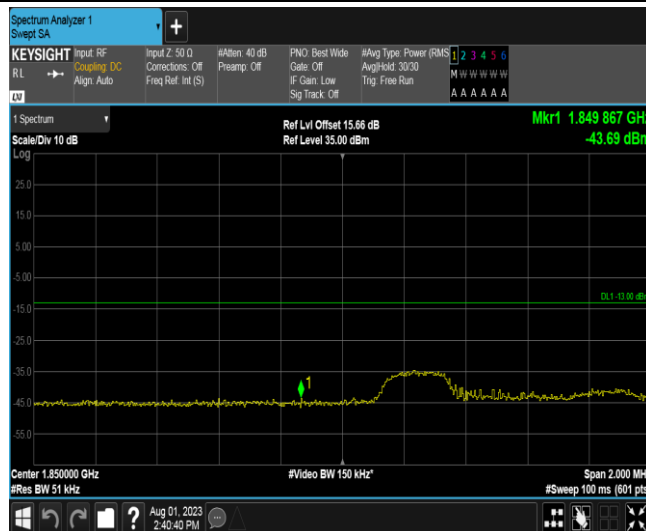 Spectrum Analyzer 1
Swept SA
+
KEYSIGHT Input: RF Input Z: 50 Ω #Atten: 40 dB PNO: Best Wide #Avg Type: Power (RMS 1 2 3 4 5 6
RL Coupling: DC Corrections: Off Preamp: Off Gate: Off Avg|Hold: 30/30 M W W W W W
Align: Auto Freq Ref: Int (S) IF Gain: Low Trig: Free Run
Sig Track: Off A A A A A A
LXI
1 Spectrum Ref Lvl Offset 15.66 dB Mkr1 1.849 867 GHz
Scale/Div 10 dB Ref Level 35.00 dBm -43.69 dBm
Log
25.0
15.0
5.00
-5.00
DL1 -13.00 dBm
-15.0
-25.0
-35.0
1
-45.0
-55.0
Center 1.850000 GHz #Video BW 150 kHz* Span 2.000 MH
#Res BW 51 kHz #Sweep 100 ms (601 pts
? Aug 01, 2023
2:40:40 PM